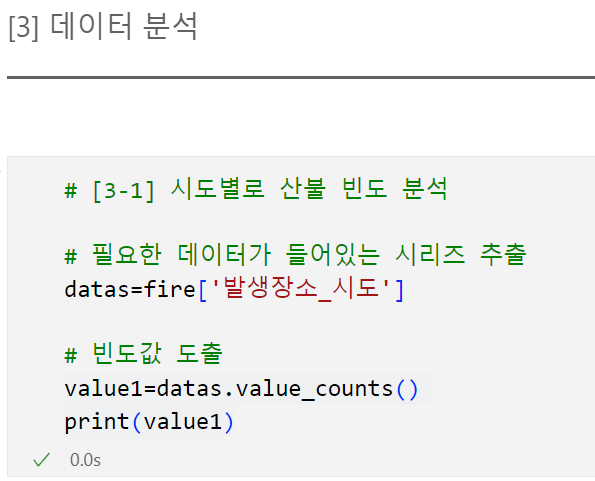 [3] 데이터 분석
# [3-1] 시도별로 산불 빈도 분석
# 필요한 데이터가 들어있는 시리즈 추출
datas=fire['발생장소_시도']
# 빈도값 도출
value1=datas.value_counts()
print(value1)
0.0s